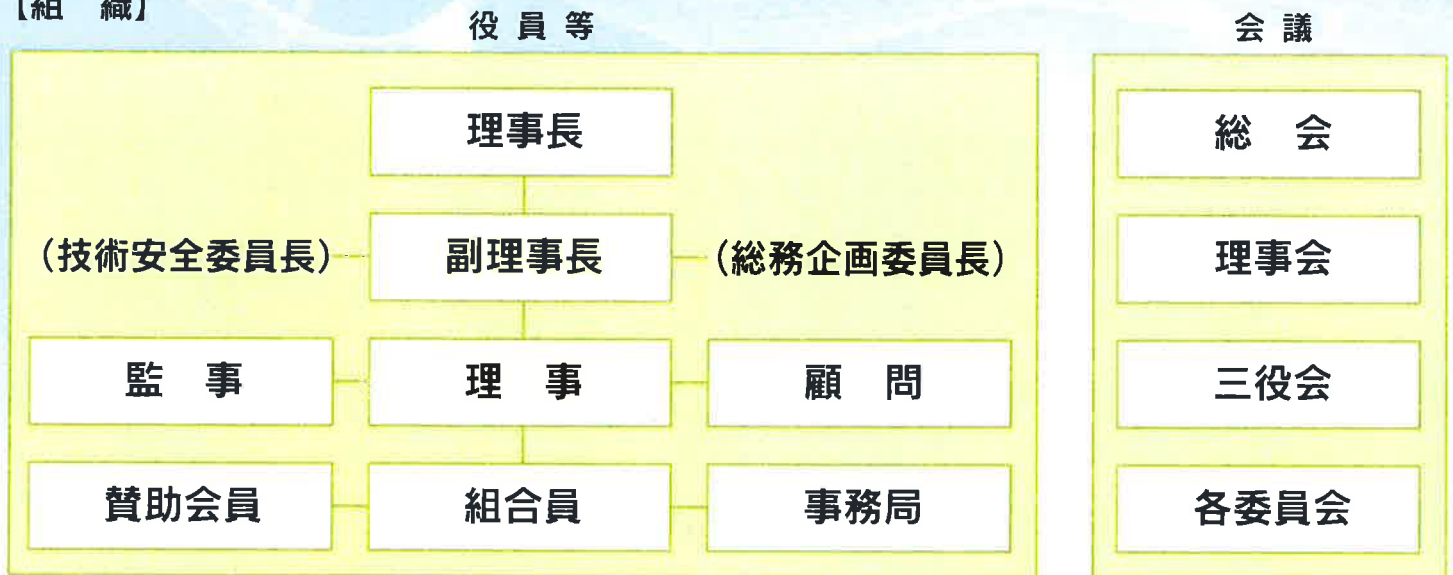 【組　織】
役 員 等
理事長
(技術安全委員長)
副理事長
(総務企画委員長)
監　事
理　事
顧　問
賛助会員
組合員
事務局
会 議
総　会
理事会
三役会
各委員会